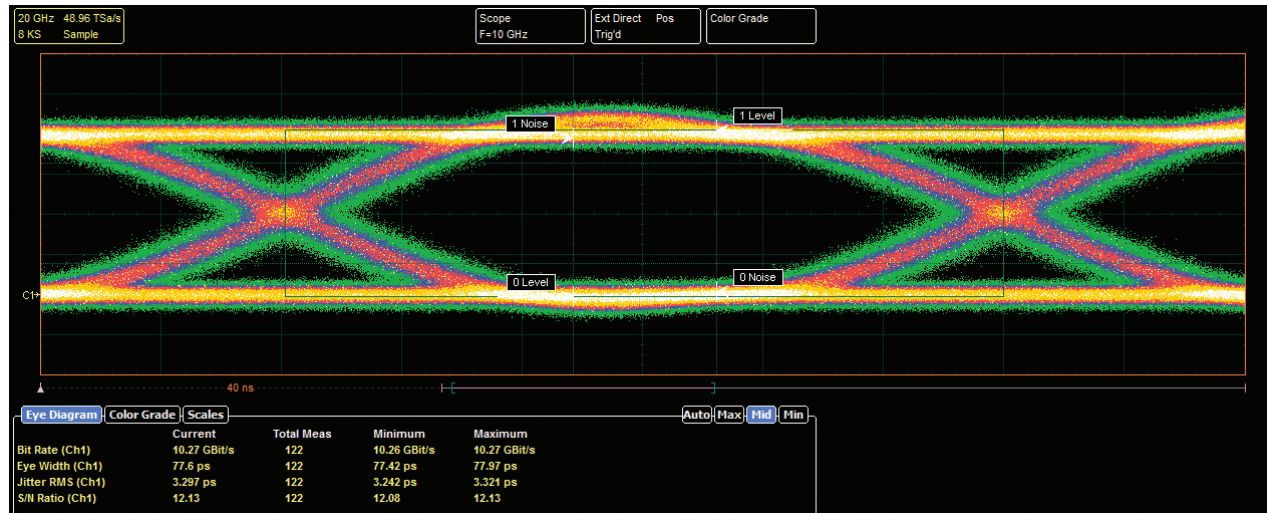 20 GHz 48.96 TSa/s
8 KS Sample
Scope
F=10 GHz
Ext Direct Pos
Trig'd
Color Grade
1 Noise
1 Level
0 Level
0 Noise
C1
40 ns
Eye Diagram Color Grade Scales Auto Max Mid Min
Current Total Meas Minimum Maximum
Bit Rate (Ch1) 10.27 GBit/s 122 10.26 GBit/s 10.27 GBit/s
Eye Width (Ch1) 77.6 ps 122 77.42 ps 77.97 ps
Jitter RMS (Ch1) 3.297 ps 122 3.242 ps 3.321 ps
S/N Ratio (Ch1) 12.13 122 12.08 12.13